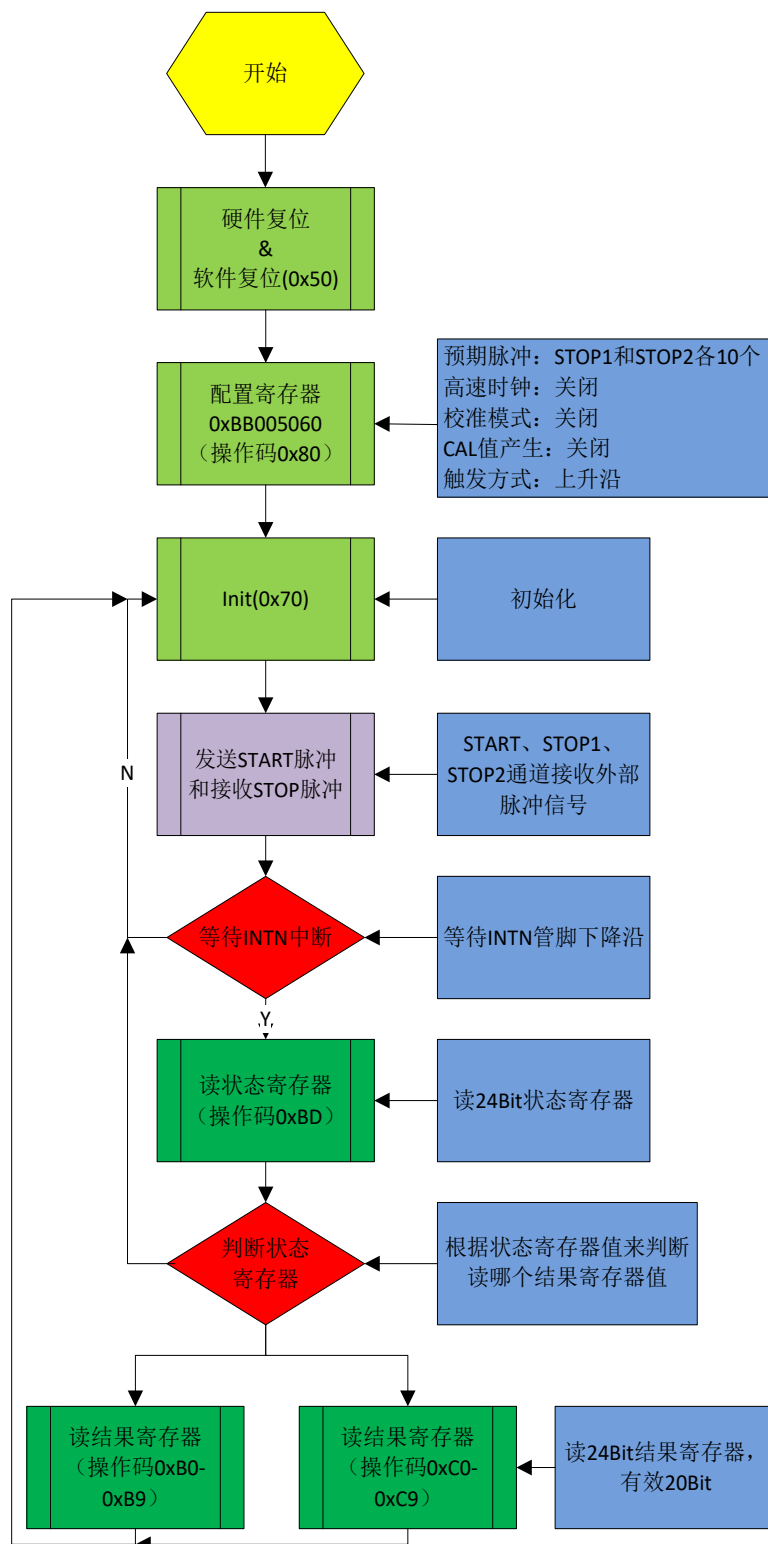 开始
硬件复位
&
软件复位(0x50)
配置寄存器
0xBB005060
（操作码0x80）
预期脉冲：STOP1和STOP2各10个
高速时钟：关闭
校准模式：关闭
CAL值产生：关闭
触发方式：上升沿
Init(0x70)
初始化
发送START脉冲
和接收STOP脉冲
START、STOP1、
STOP2通道接收外部
脉冲信号
N
等待INTN中断
等待INTN管脚下降沿
Y
读状态寄存器
（操作码0xBD）
读24Bit状态寄存器
判断状态
寄存器
根据状态寄存器值来判断
读哪个结果寄存器值
读结果寄存器
（操作码0xB0-
0xB9）
读结果寄存器
（操作码0xC0-
0xC9）
读24Bit结果寄存器，
有效20Bit